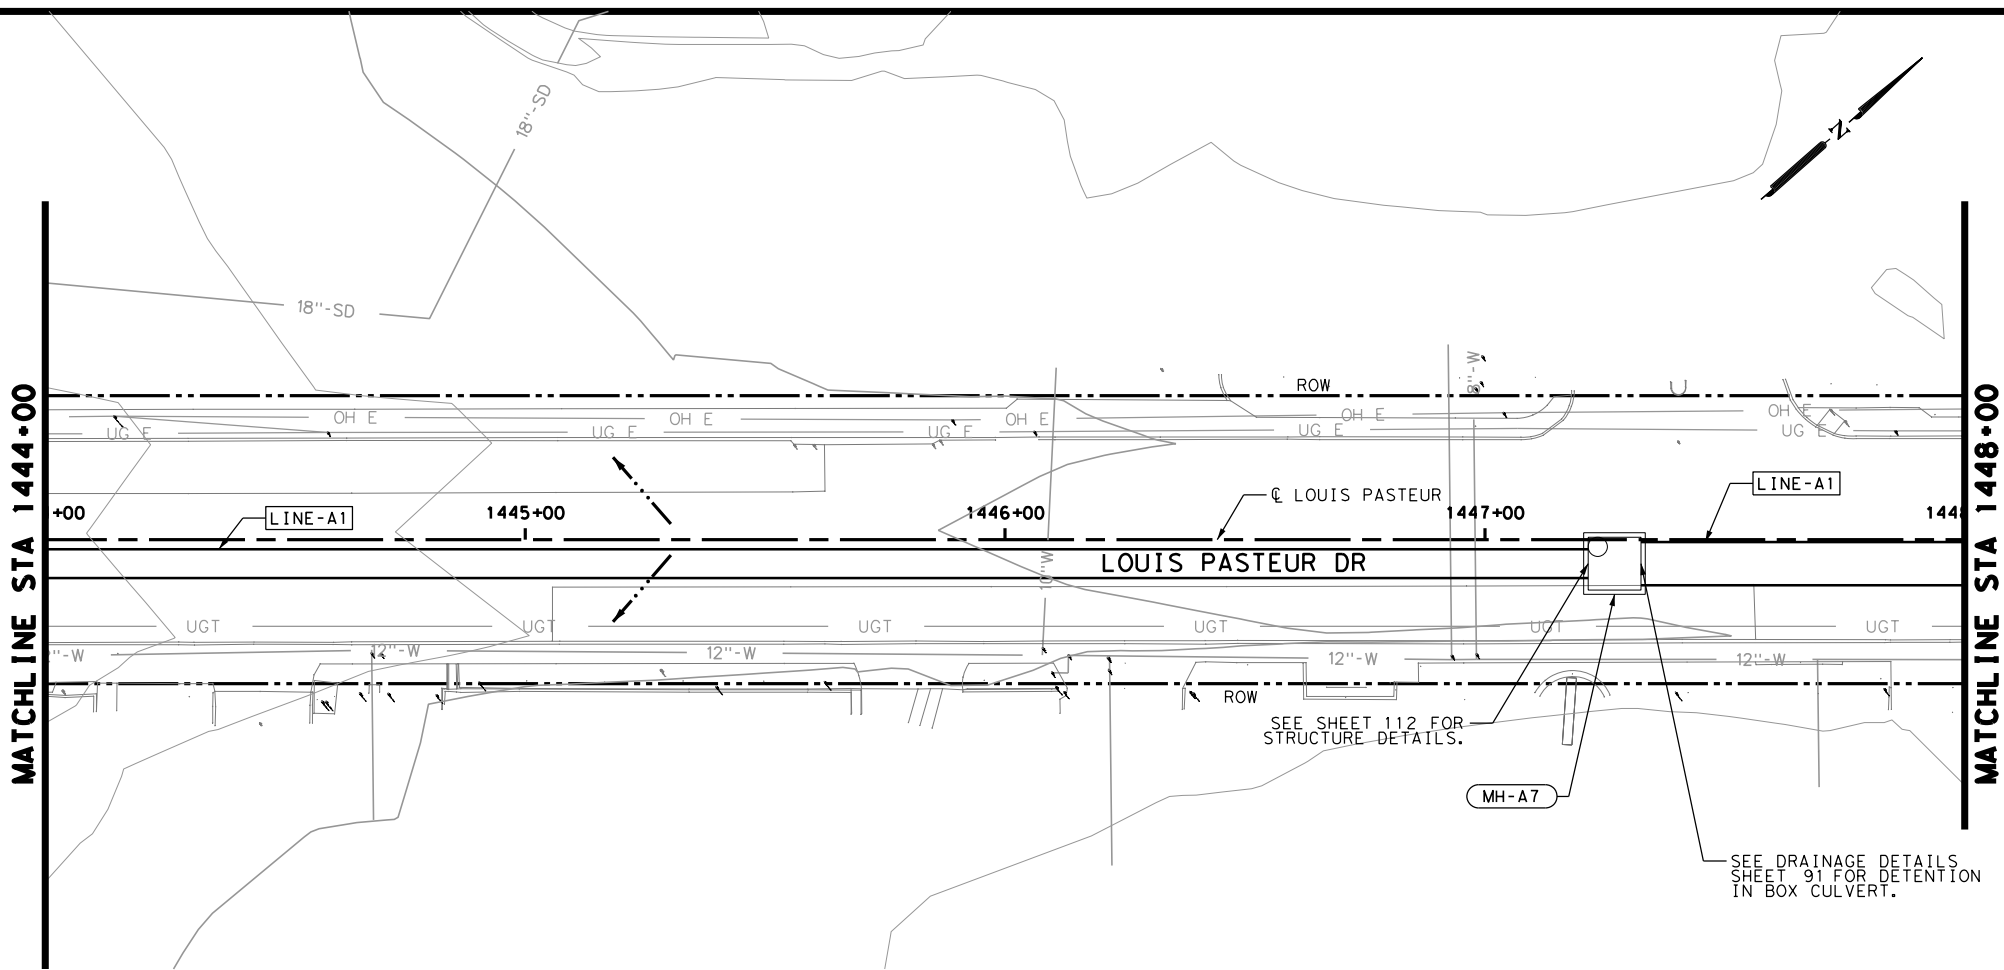 18"-SD
N
18"-SD
MATCHLINE STA 1444+00
MATCHLINE STA 1448+00
ROW
8"-W
OH E
OH E
OH E
OH E
OH E
UG E
UG E
UG E
UG E
UG E
LINE-A1
LINE-A1
℄ LOUIS PASTEUR
+00
1445+00
1446+00
1447+00
144
LOUIS PASTEUR DR
10"W
UGT
UGT
UGT
UGT
UGT
UGT
"-W
12"-W
12"-W
12"-W
12"-W
ROW
SEE SHEET 112 FOR
STRUCTURE DETAILS.
MH-A7
SEE DRAINAGE DETAILS
SHEET 91 FOR DETENTION
IN BOX CULVERT.